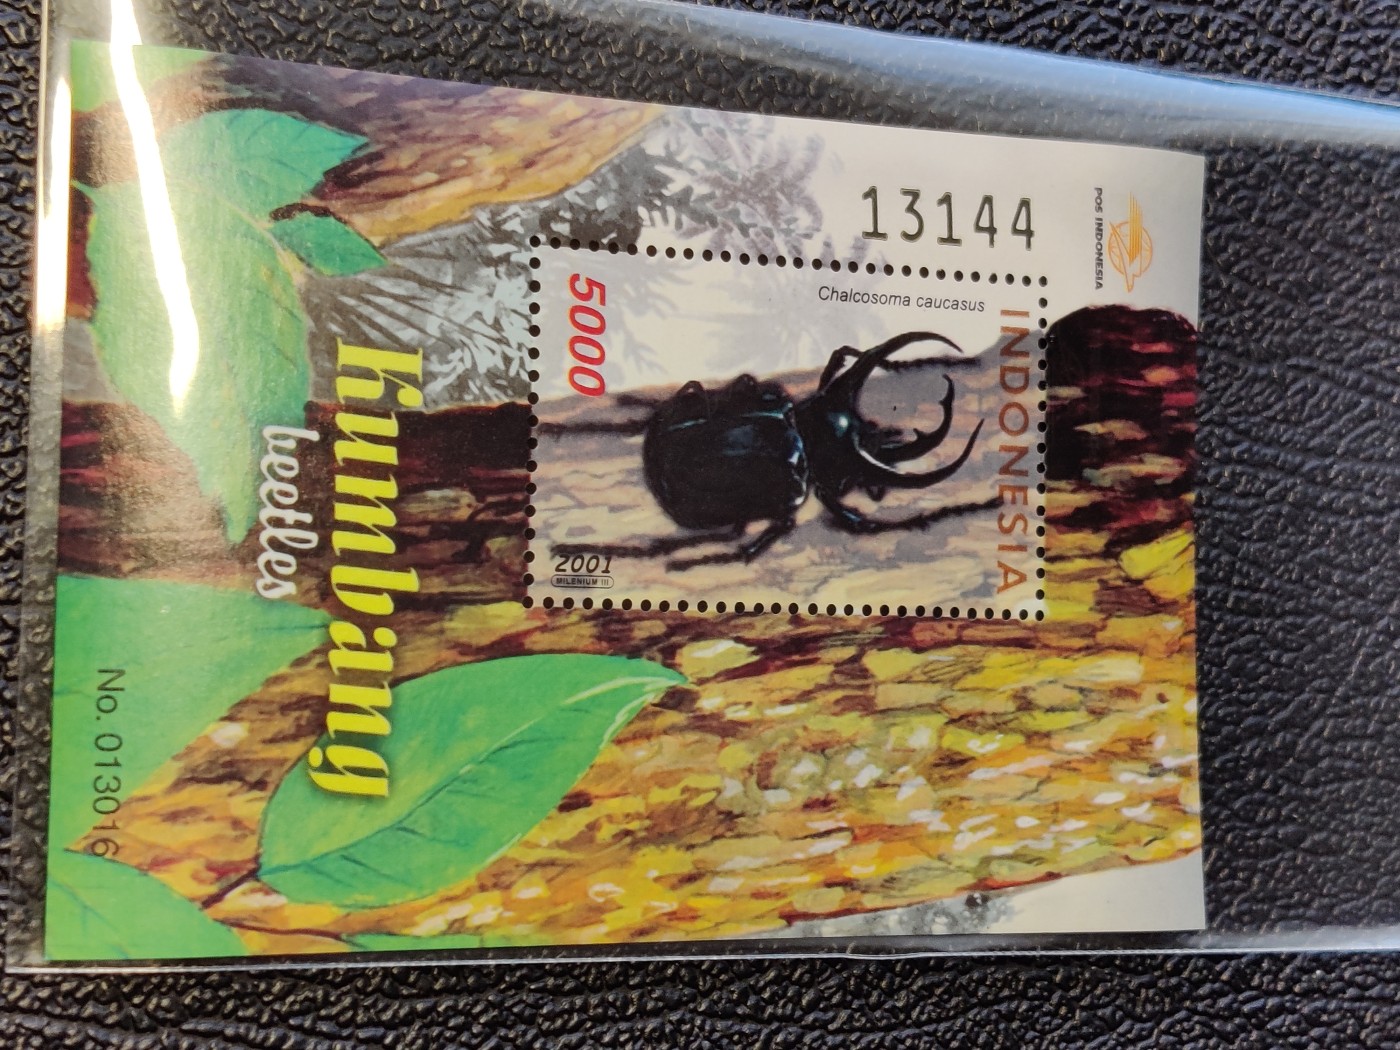 POS INDONESIA
13144
INDONESIA
Chalcosoma caucasus
5000
2001
MILENIUM III
Kumbang
beetles
No. 013016